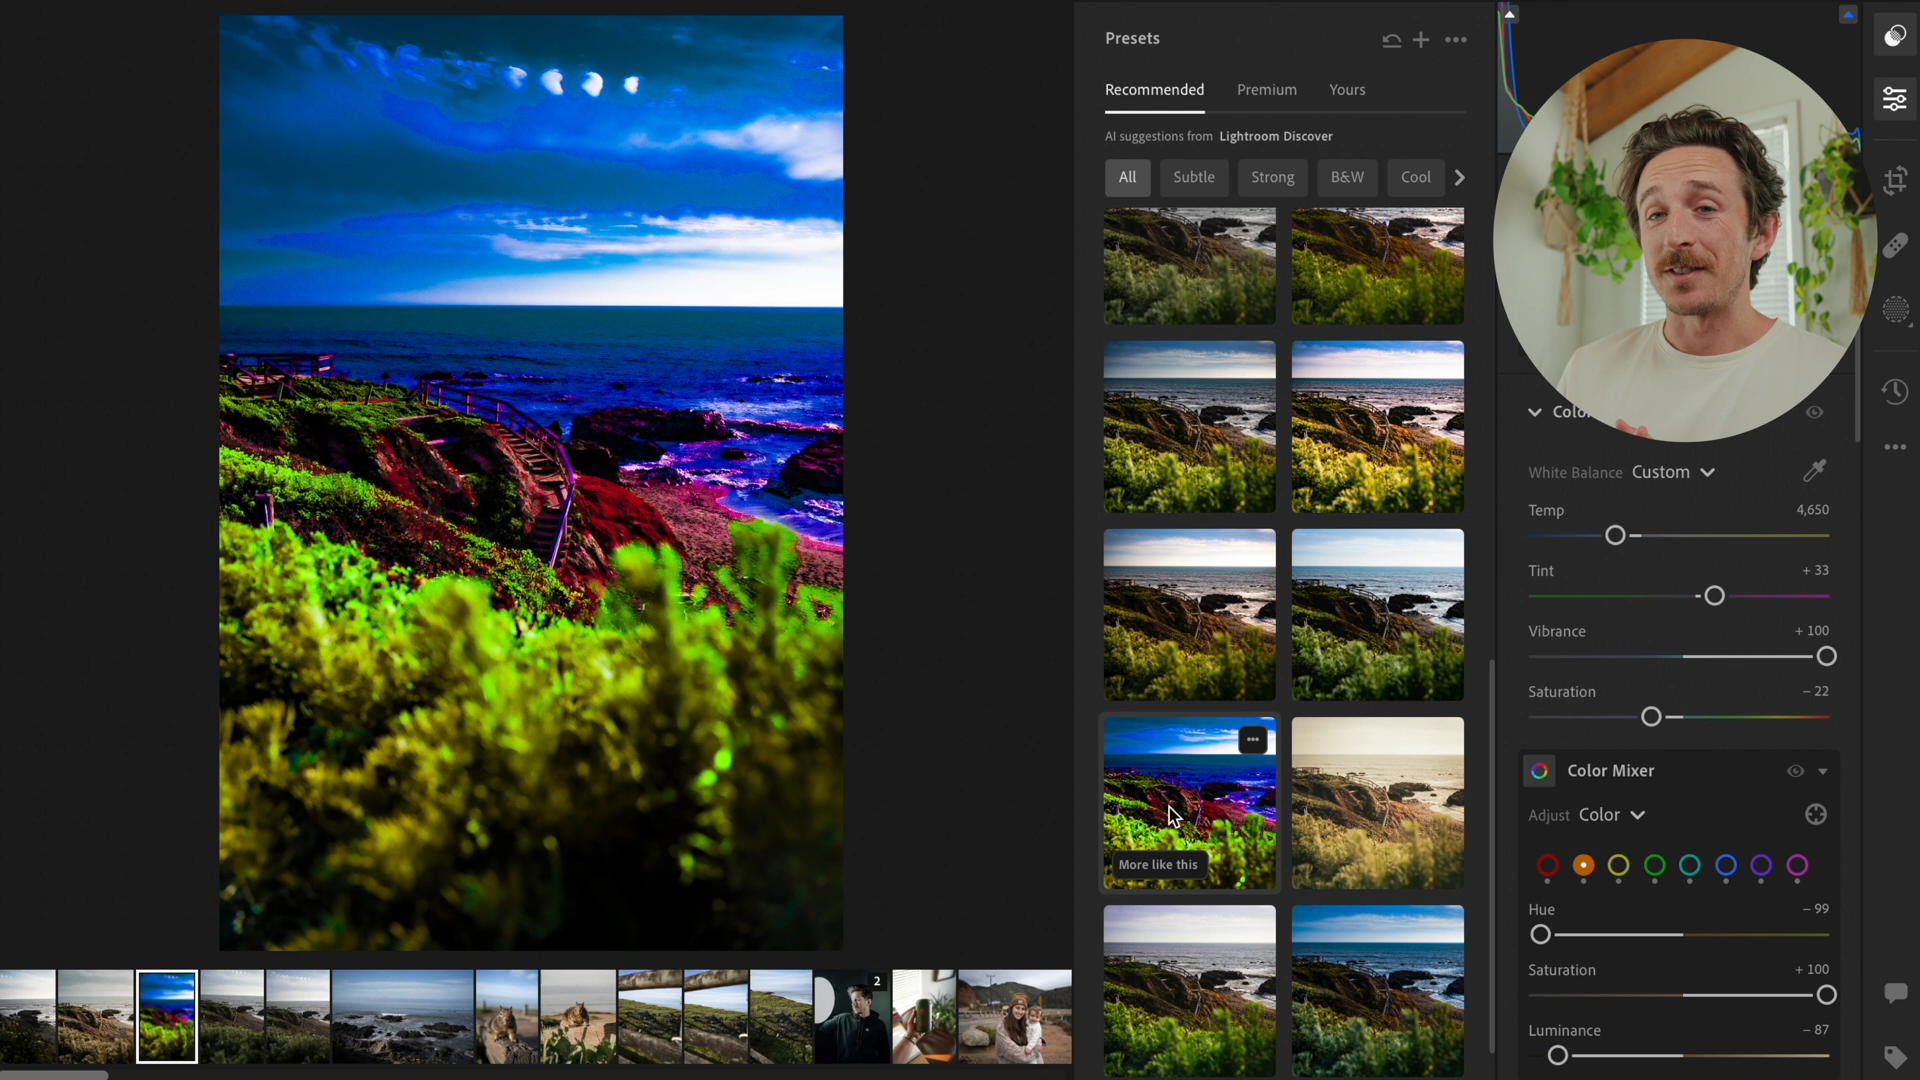 Presets
Recommended Premium Yours
AI suggestions from Lightroom Discover
All Subtle Strong B&W Cool
More like this
2
White Balance Custom
Temp 4,650
Tint + 33
Vibrance + 100
Saturation – 22
Color Mixer
Adjust Color
Hue – 99
Saturation + 100
Luminance – 87